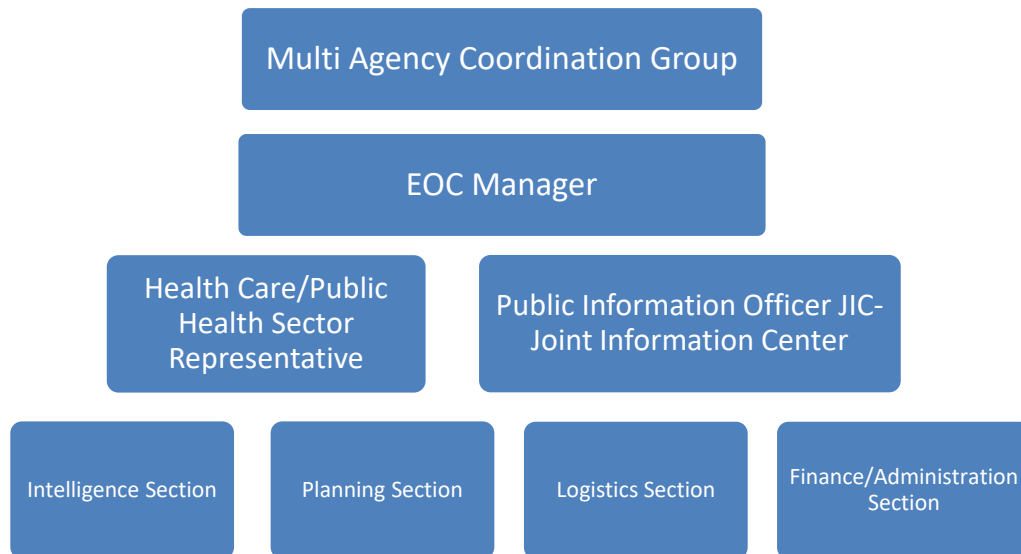 Multi Agency Coordination Group
EOC Manager
Health Care/Public
Health Sector
Representative
Public Information Officer JIC-
Joint Information Center
Intelligence Section
Planning Section
Logistics Section
Finance/Administration
Section